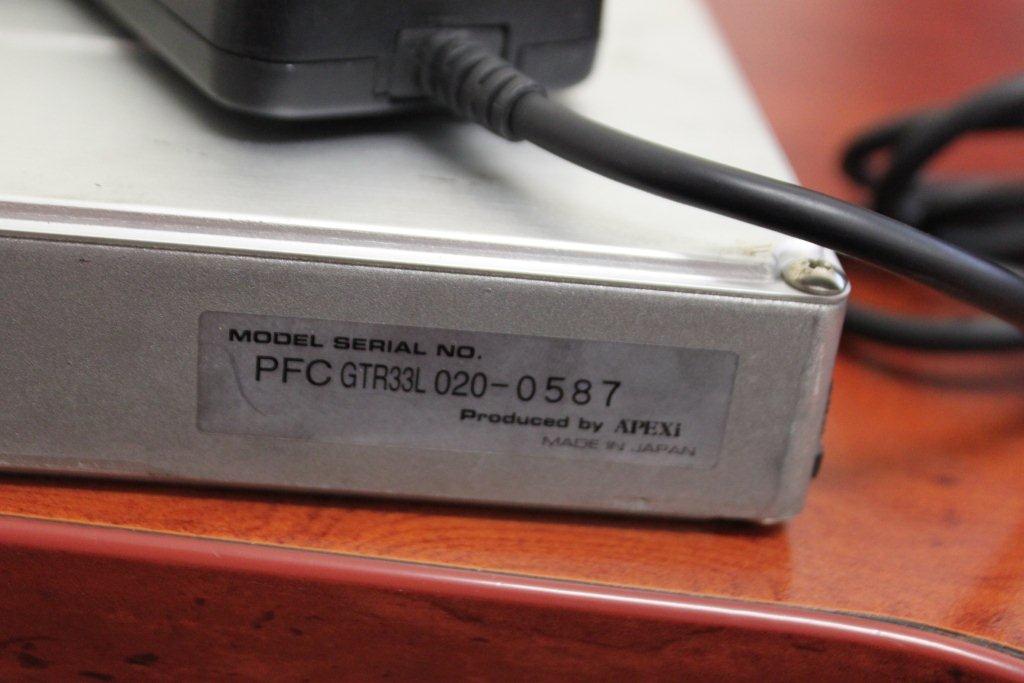 MODEL SERIAL NO.
PFC GTR33L 020-0587
Produced by APEXi
MADE IN JAPAN